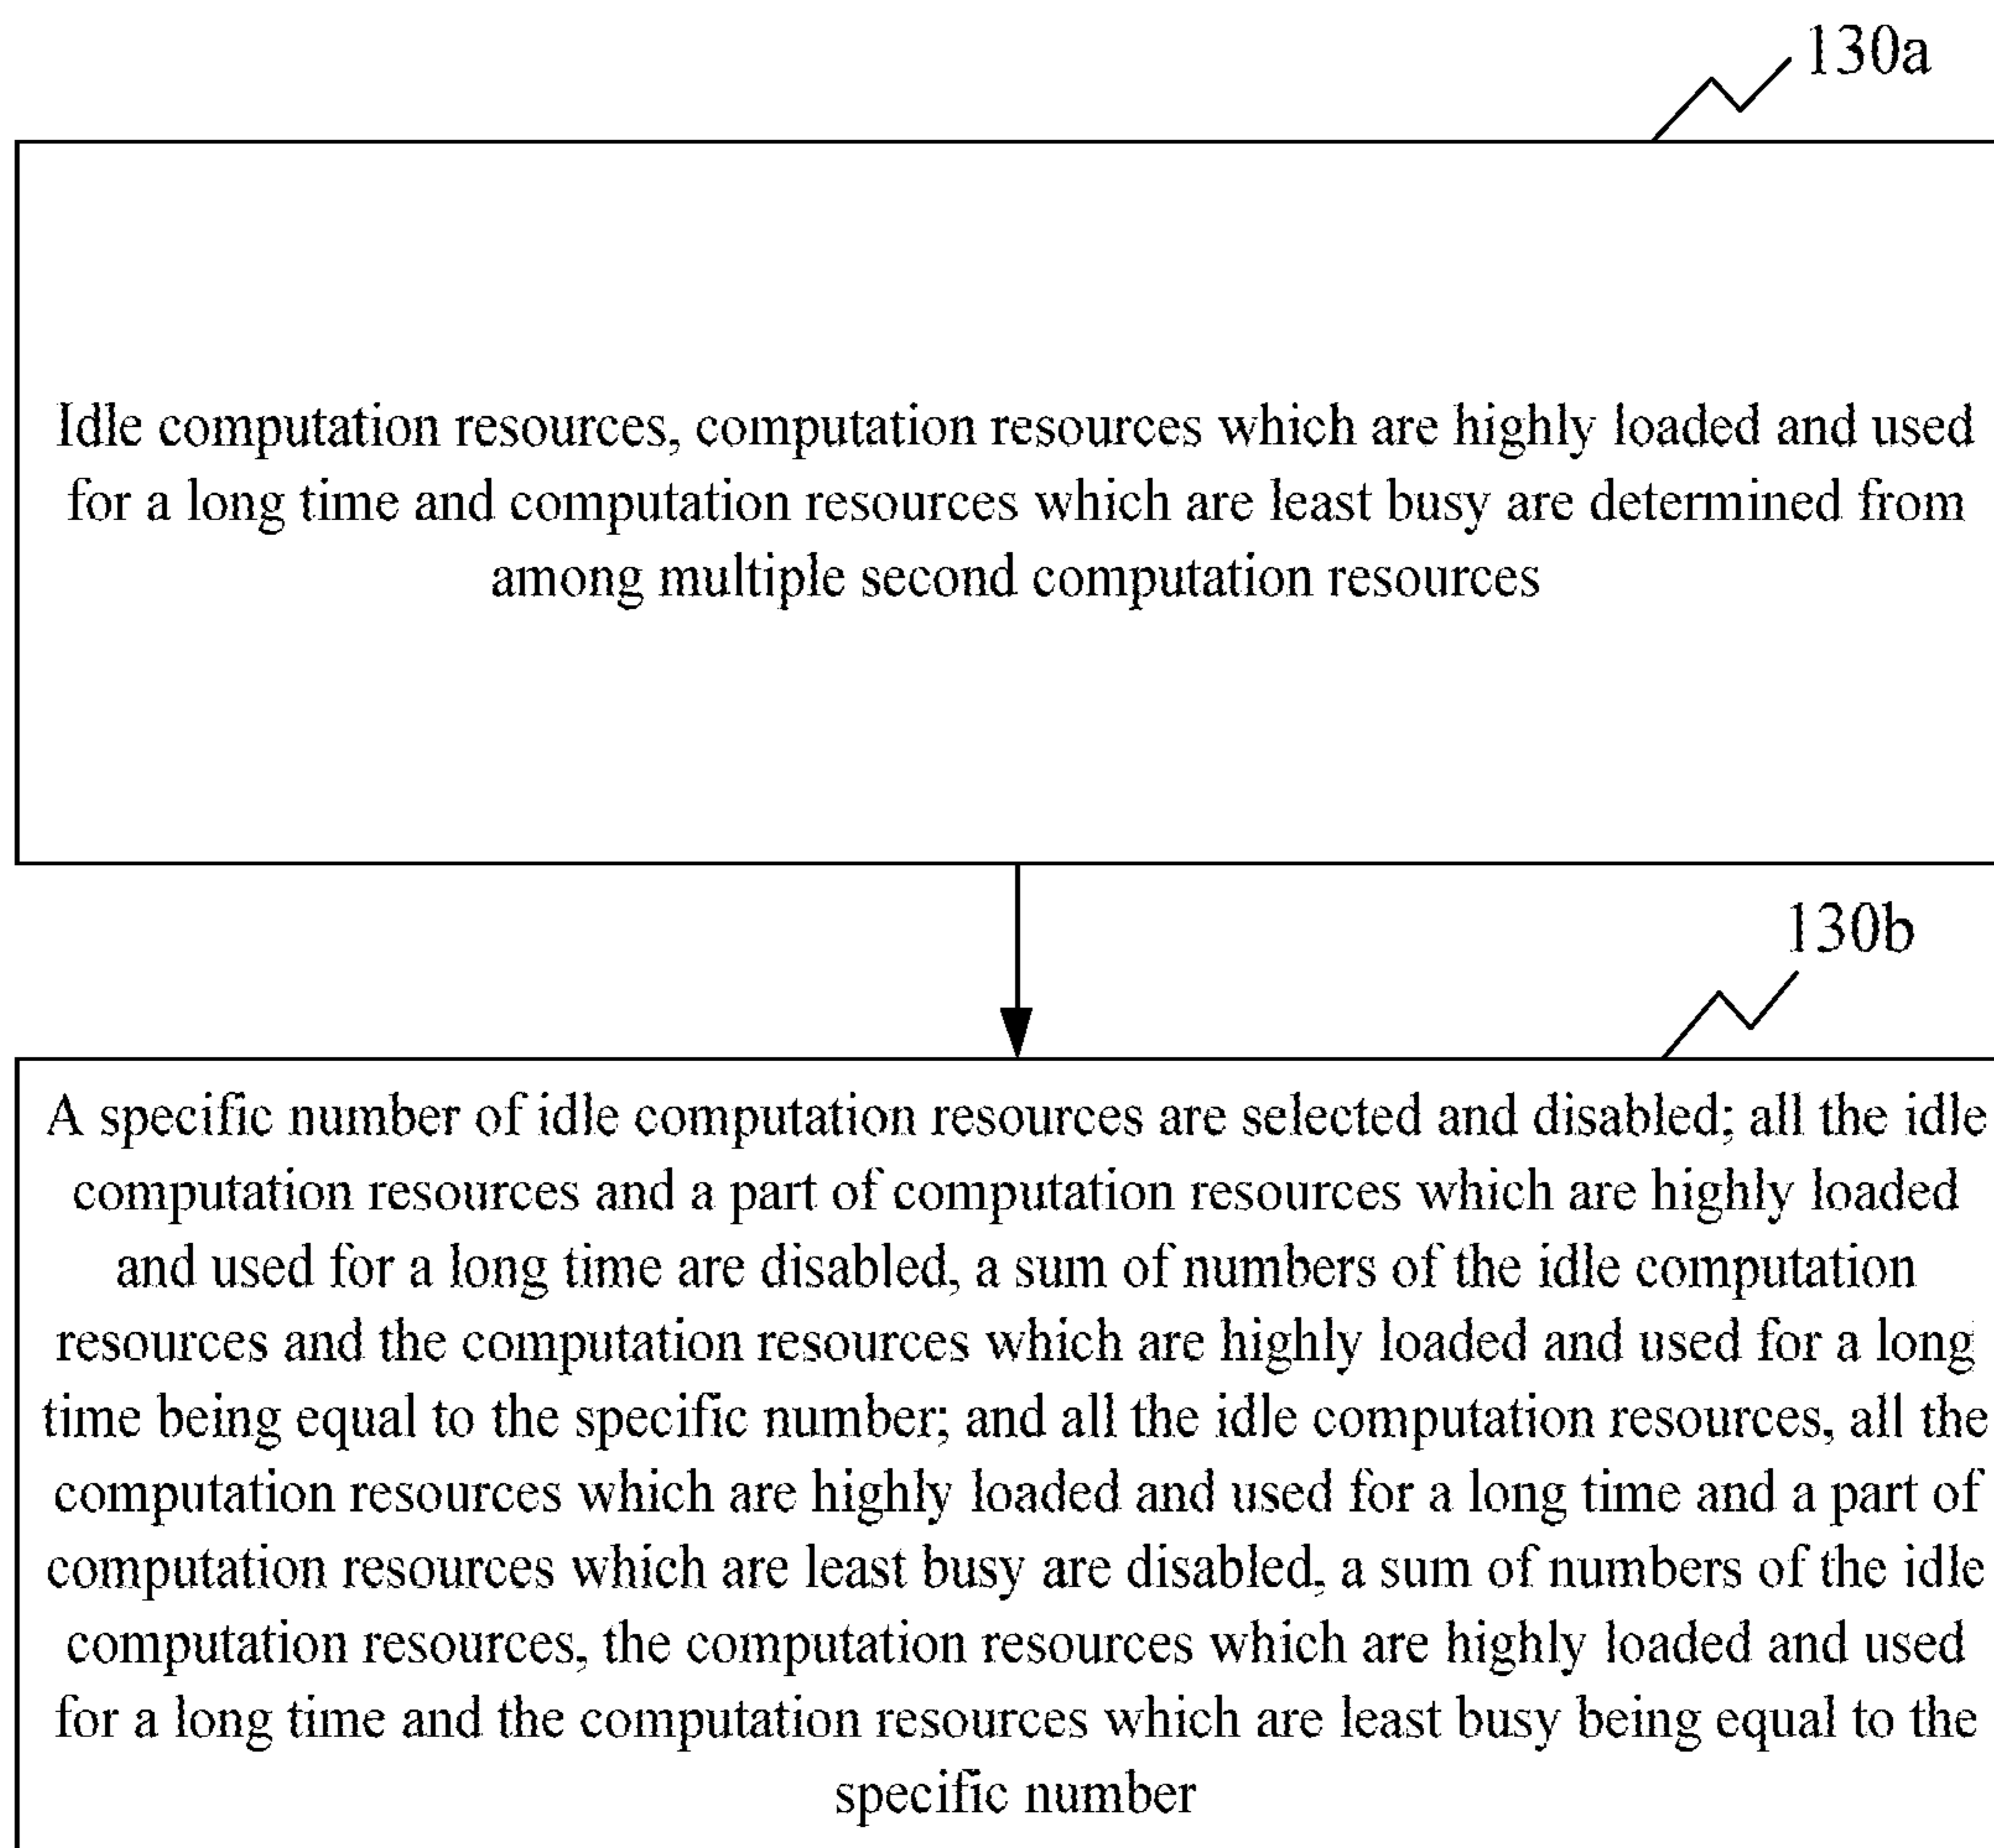 130a
Idle computation resources, computation resources which are highly loaded and used
for a long time and computation resources which are least busy are determined from
among multiple second computation resources
130b
A specific number of idle computation resources are selected and disabled; all the idle
computation resources and a part of computation resources which are highly loaded
and used for a long time are disabled, a sum of numbers of the idle computation
resources and the computation resources which are highly loaded and used for a long
time being equal to the specific number; and all the idle computation resources, all the
computation resources which are highly loaded and used for a long time and a part of
computation resources which are least busy are disabled, a sum of numbers of the idle
computation resources, the computation resources which are highly loaded and used
for a long time and the computation resources which are least busy being equal to the
specific number